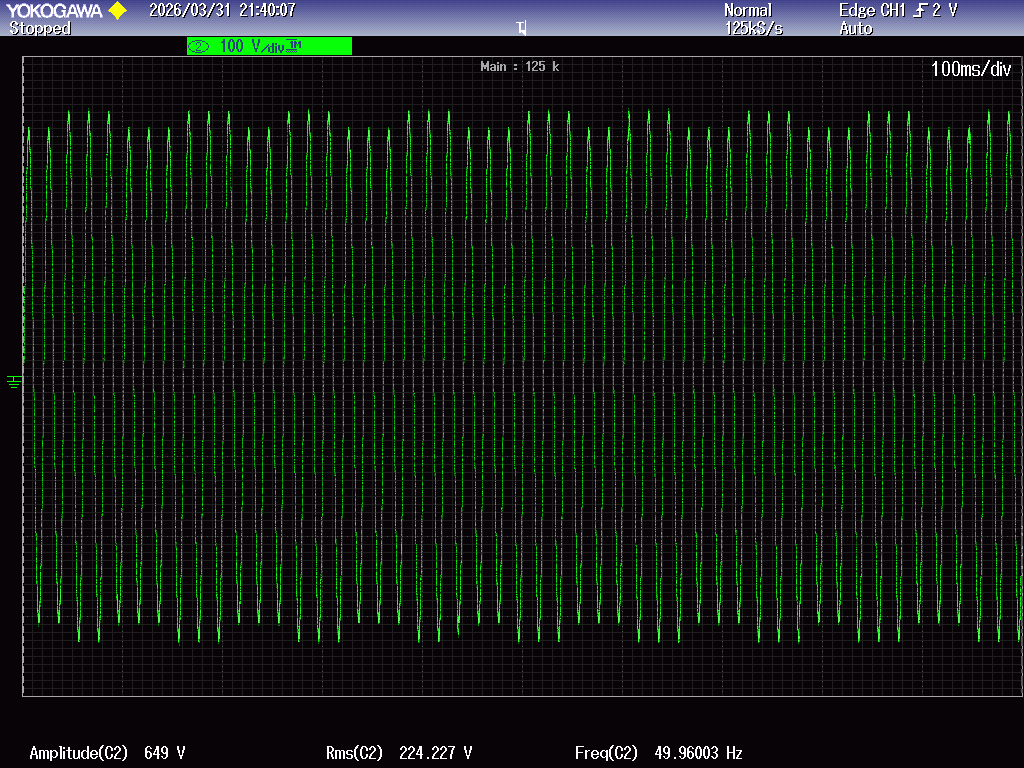 YOKOGAWA 2026/03/31 21:40:07 Normal Edge CH1 2 V
Stopped 125kS/s Auto
2 100 V/div 1M
Main : 125 k
100ms/div
Amplitude(C2) 649 V Rms(C2) 224.227 V Freq(C2) 49.96003 Hz